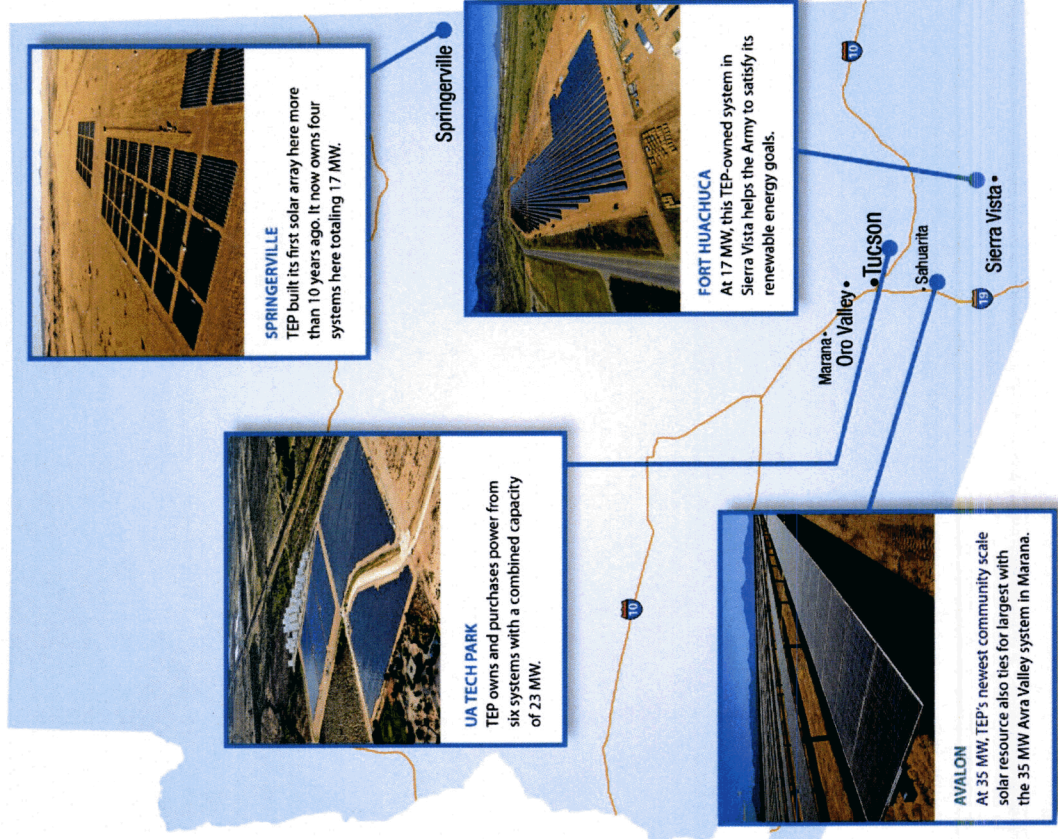 SPRINGERVILLE
TEP built its first solar array here more
than 10 years ago. It now owns four
systems here totaling 17 MW.
Springerville
UA TECH PARK
TEP owns and purchases power from
six systems with a combined capacity
of 23 MW.
FORT HUACHUCA
At 17 MW, this TEP-owned system in
Sierra Vista helps the Army to satisfy its
renewable energy goals.
10
10
Marana
Oro Valley
Tucson
Sahuarita
19
Sierra Vista
AVALON
At 35 MW, TEP's newest community scale
solar resource also ties for largest with
the 35 MW Avra Valley system in Marana.